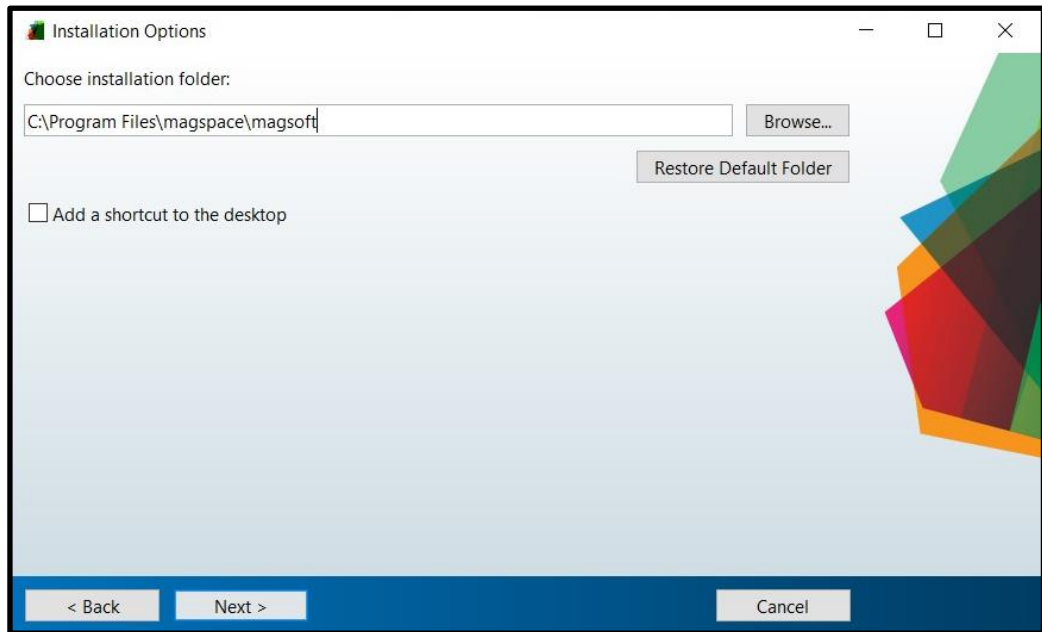 Installation Options
Choose installation folder:
C:\Program Files\magspace\magsoft
Browse...
Restore Default Folder
Add a shortcut to the desktop
< Back
Next >
Cancel